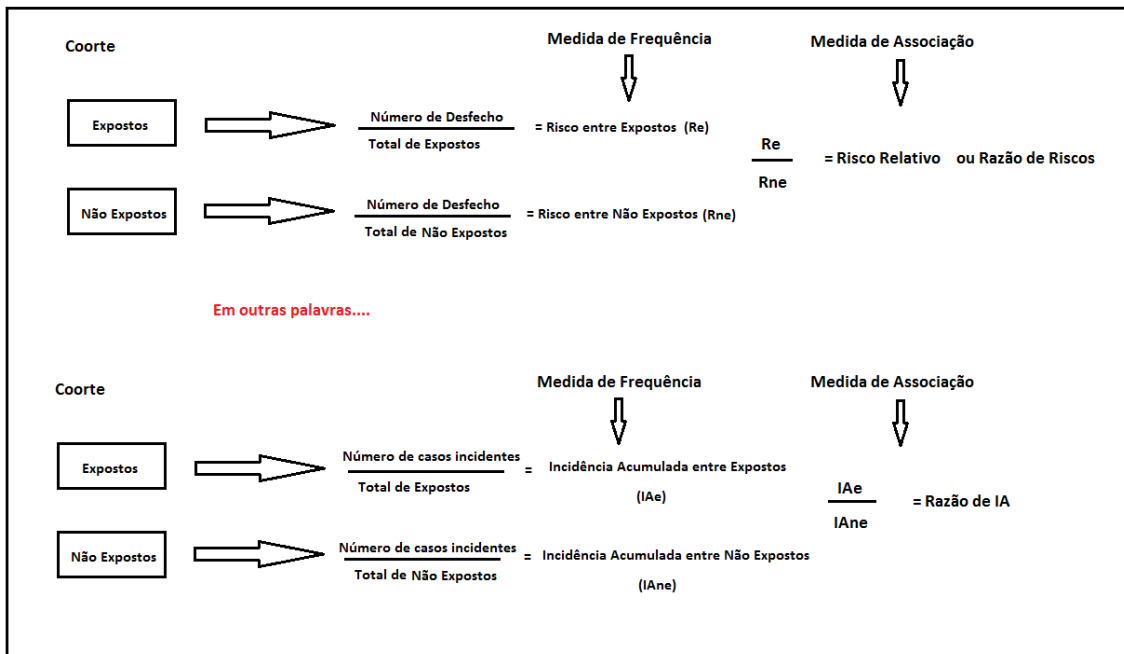 Coorte
Medida de Frequência
Medida de Associação
Expostos
Número de Desfecho
Total de Expostos
= Risco entre Expostos (Re)
Re
Rne
= Risco Relativo ou Razão de Riscos
Não Expostos
Número de Desfecho
Total de Não Expostos
= Risco entre Não Expostos (Rne)
Em outras palavras....
Coorte
Medida de Frequência
Medida de Associação
Expostos
Número de casos incidentes
Total de Expostos
= Incidência Acumulada entre Expostos
(IAe)
IAe
IAne
= Razão de IA
Não Expostos
Número de casos incidentes
Total de Não Expostos
= Incidência Acumulada entre Não Expostos
(IAne)